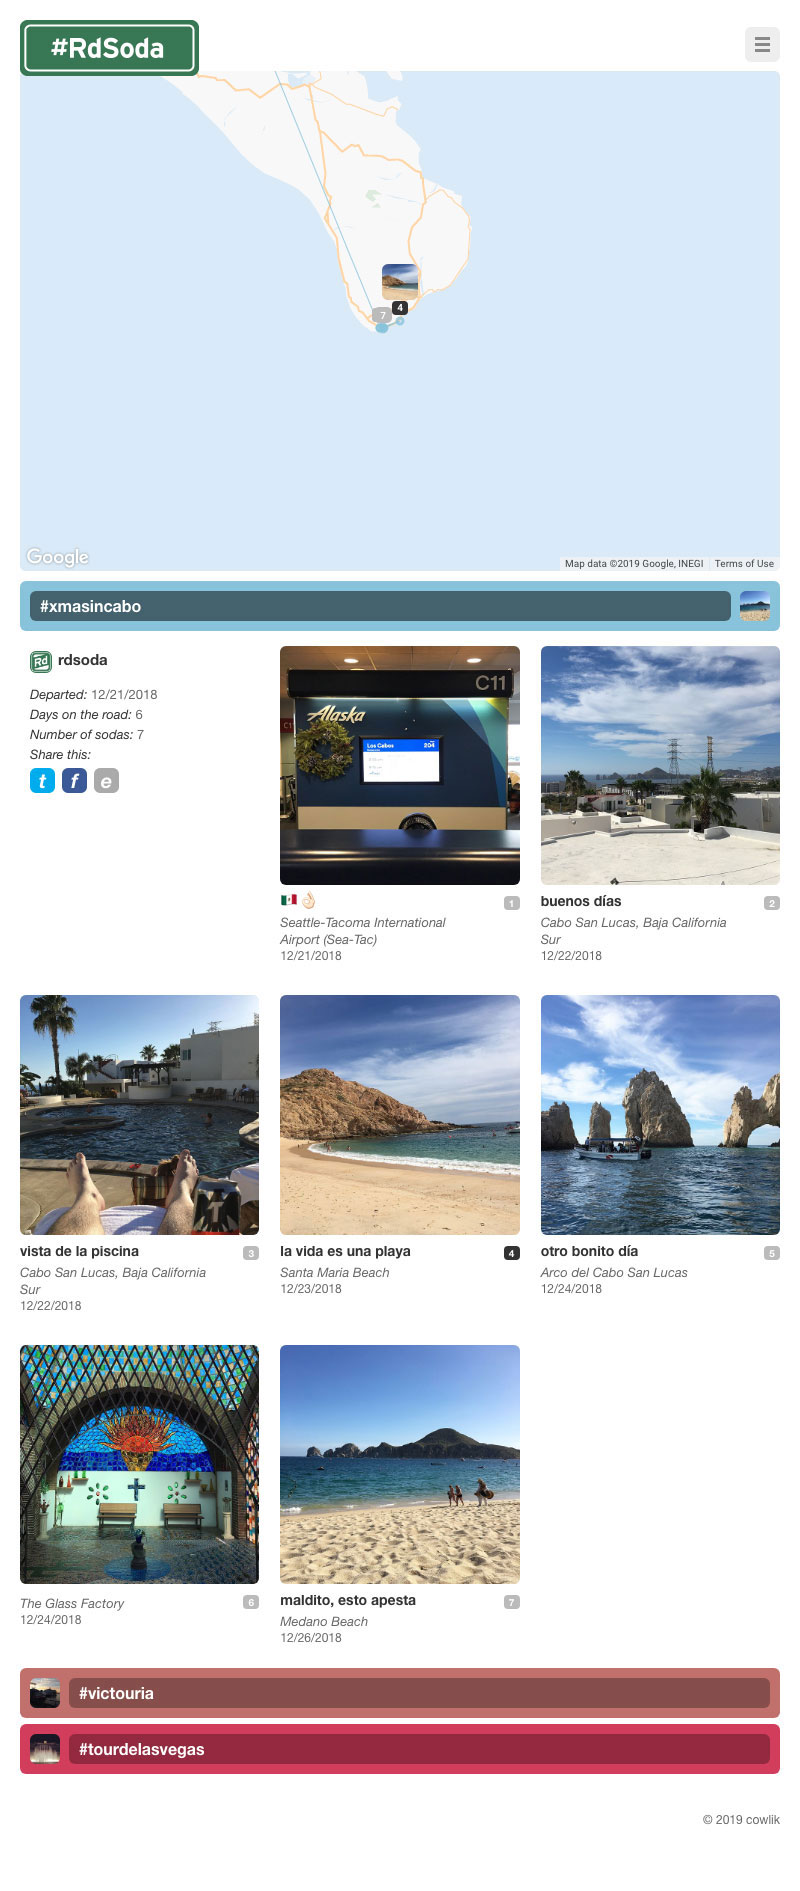 #RdSoda
7
4
Google
Map data ©2019 Google, INEGI
Terms of Use
#xmasincabo
Rd
rdsoda
Departed: 12/21/2018
Days on the road: 6
Number of sodas: 7
Share this:
t f e
C11
Alaska
Los Cabos
204
1
Seattle-Tacoma International
Airport (Sea-Tac)
12/21/2018
buenos días
2
Cabo San Lucas, Baja California
Sur
12/22/2018
vista de la piscina
3
Cabo San Lucas, Baja California
Sur
12/22/2018
la vida es una playa
4
Santa Maria Beach
12/23/2018
otro bonito día
5
Arco del Cabo San Lucas
12/24/2018
6
The Glass Factory
12/24/2018
maldito, esto apesta
7
Medano Beach
12/26/2018
#victouria
#tourdelasvegas
© 2019 cowlik